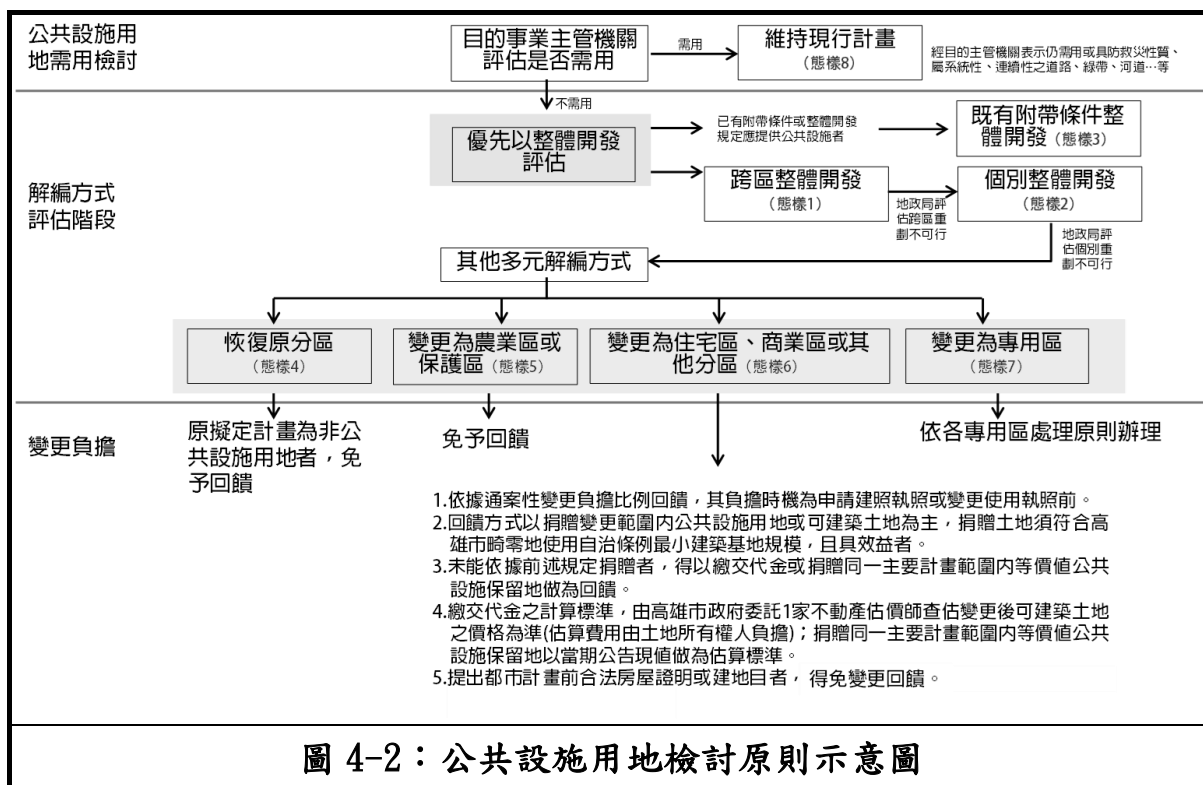 公共設施用
地需用檢討
目的事業主管機關
評估是否需用
需用
維持現行計畫
(態樣8)
經目的主管機關表示仍需用或具防救災性質、
屬系統性、連續性之道路、綠帶、河道…等
不需用
解編方式
評估階段
優先以整體開發
評估
已有附帶條件或整體開發
規定應提供公共設施者
既有附帶條件整
體開發(態樣3)
跨區整體開發
(態樣1)
地政局評
估跨區重
劃不可行
個別整體開發
(態樣2)
地政局評
估個別重
劃不可行
其他多元解編方式
恢復原分區
(態樣4)
變更為農業區或
保護區(態樣5)
變更為住宅區、商業區或其
他分區(態樣6)
變更為專用區
(態樣7)
變更負擔
原擬定計畫為非公
共設施用地者，免
予回饋
免予回饋
依各專用區處理原則辦理
1.依據通案性變更負擔比例回饋，其負擔時機為申請建照執照或變更使用執照前。
2.回饋方式以捐贈變更範圍內公共設施用地或可建築土地為主，捐贈土地須符合高
雄市畸零地使用自治條例最小建築基地規模，且具效益者。
3.未能依據前述規定捐贈者，得以繳交代金或捐贈同一主要計畫範圍內等價值公共
設施保留地做為回饋。
4.繳交代金之計算標準，由高雄市政府委託1家不動產估價師查估變更後可建築土地
之價格為準(估算費用由土地所有權人負擔)；捐贈同一主要計畫範圍內等價值公共
設施保留地以當期公告現值做為估算標準。
5.提出都市計畫前合法房屋證明或建地目者，得免變更回饋。
圖 4-2：公共設施用地檢討原則示意圖